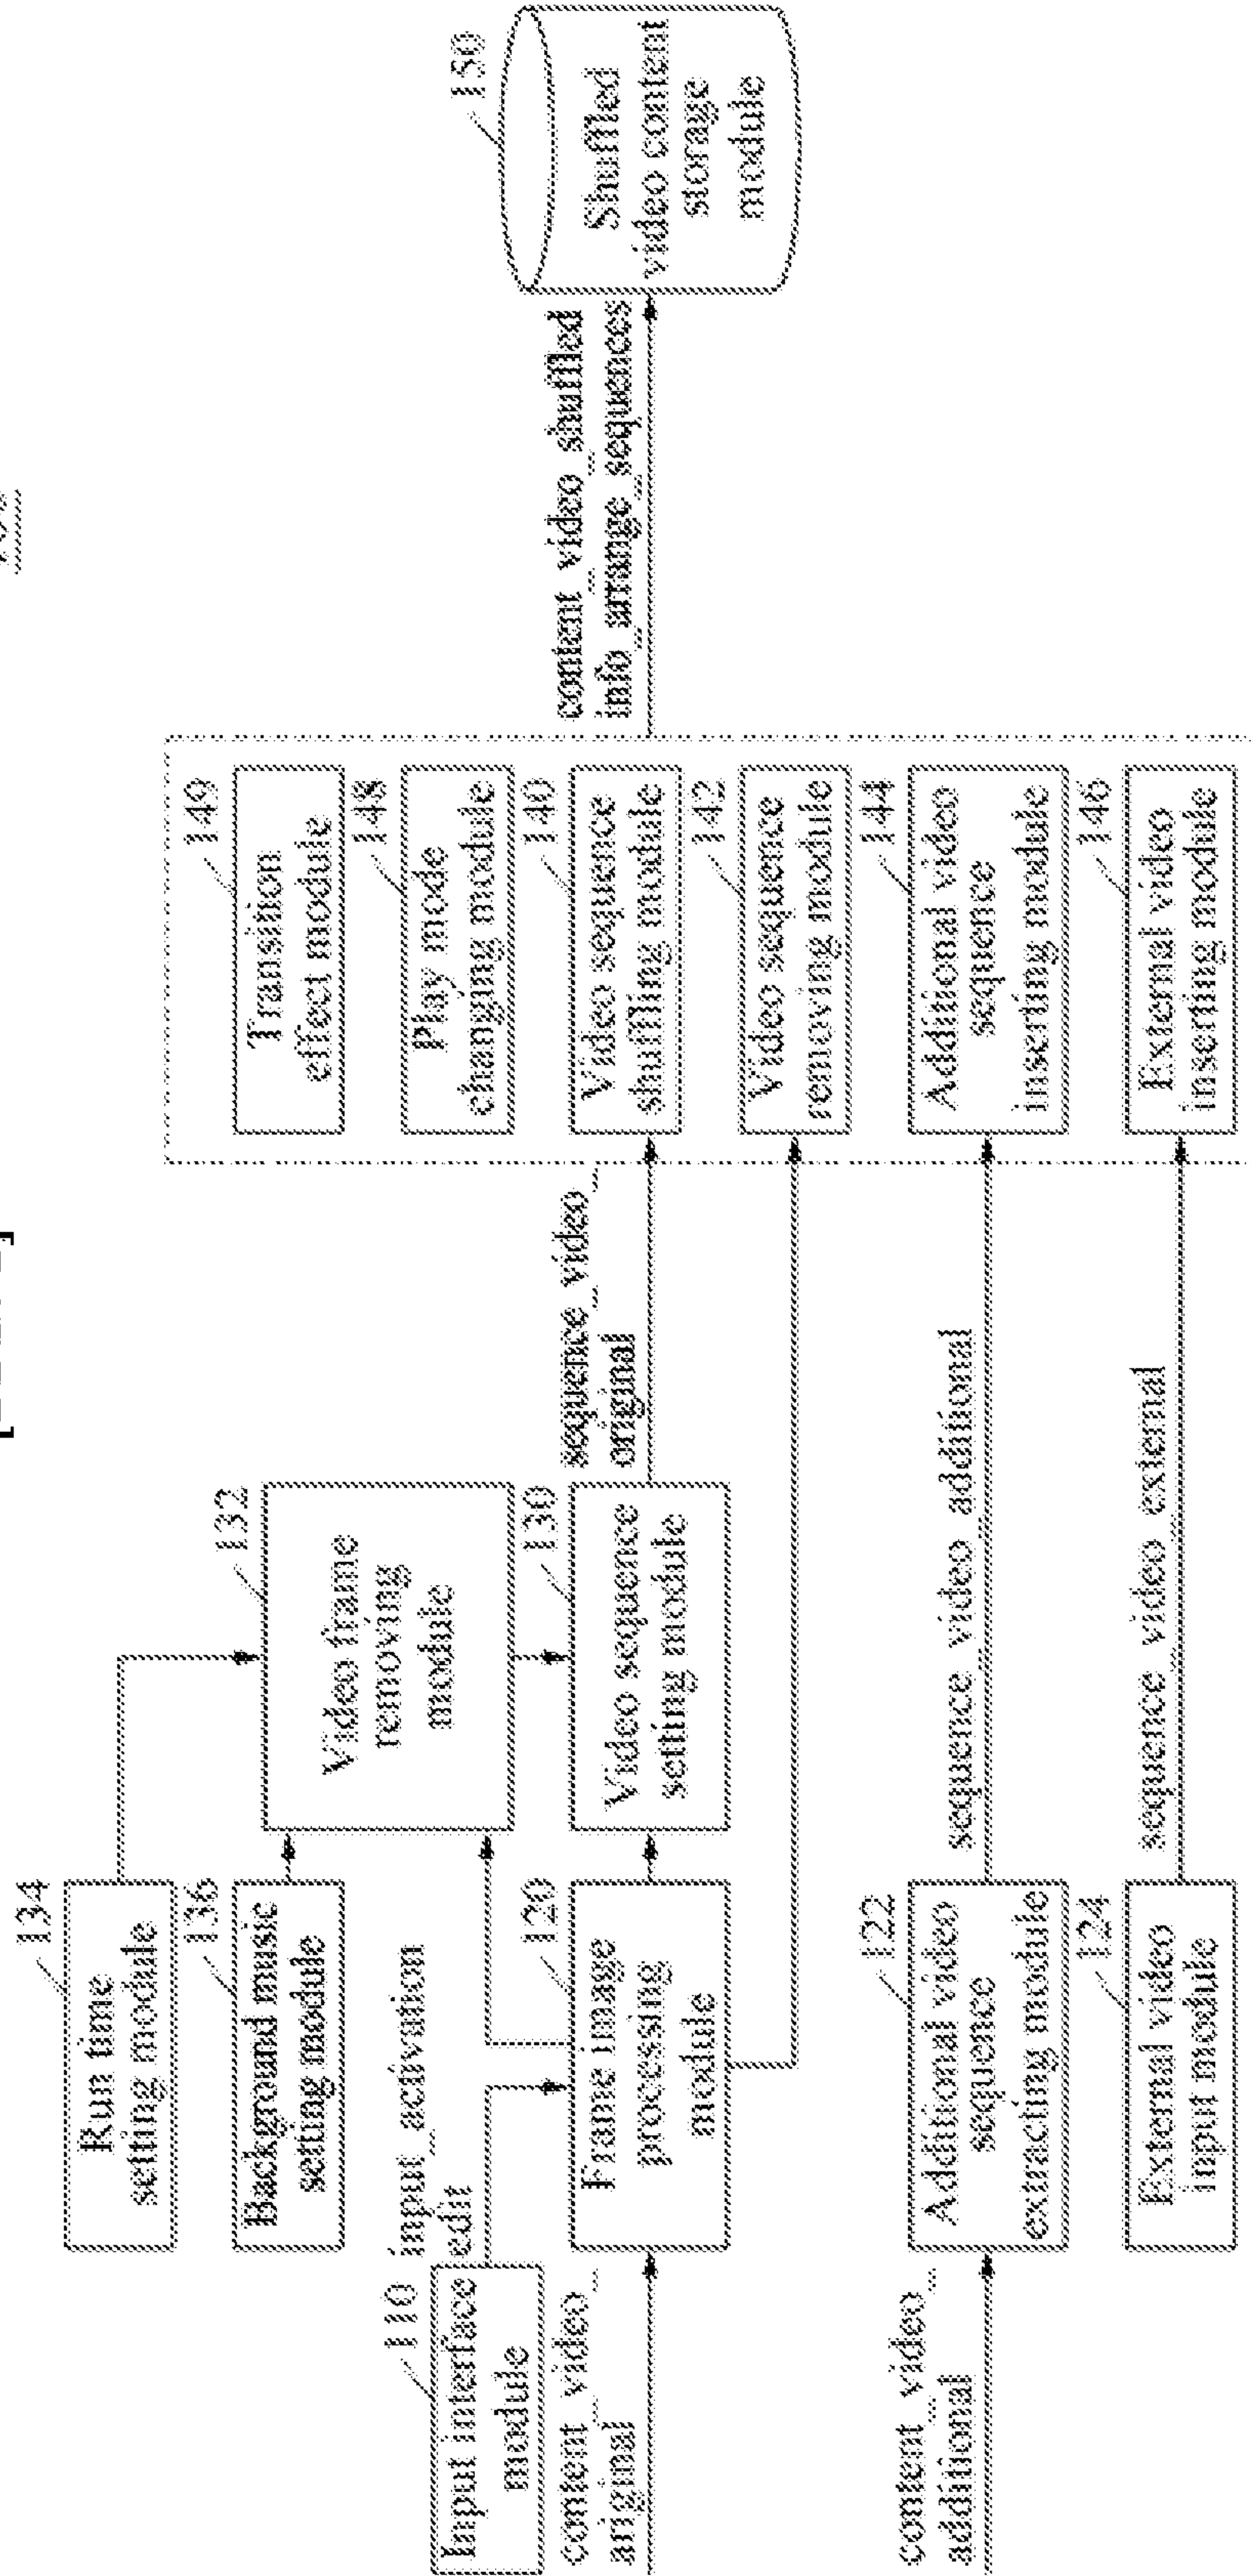 134
Run time
setting module
136
Background music
setting module
132
Video frame
removing
module
149
Transition
effect module
148
Play mode
changing module
110
Input interface
module
input_activation
edit
content_video_
original
120
Frame image
processing
module
130
Video sequence
setting module
sequence_video_
original
140
Video sequence
shuffling module
142
Video sequence
removing module
content_video_shuffled
info_arrange_sequences
150
Shuffled
video content
storage
module
content_video_
additional
122
Additional video
sequence
extracting module
sequence_video_additional
144
Additional video
sequence
inserting module
124
External video
input module
sequence_video_external
146
External video
inserting module